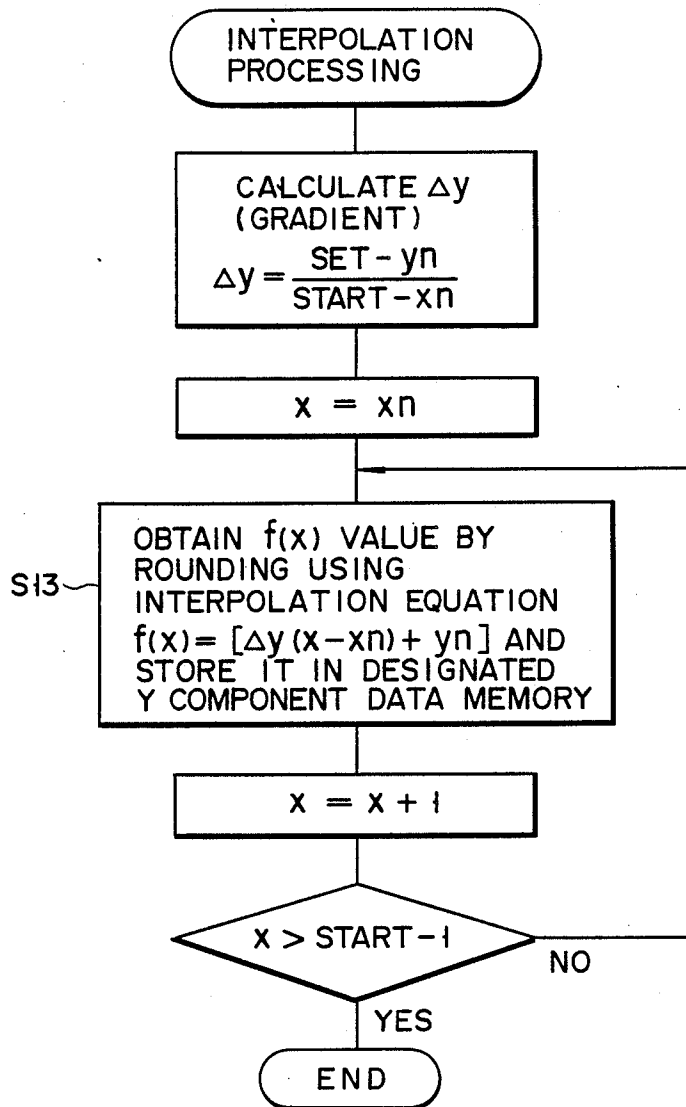 INTERPOLATION
PROCESSING
CALCULATE Δy
(GRADIENT)
Δy = SET - yn / START - xn
x = xn
S13
OBTAIN f(x) VALUE BY
ROUNDING USING
INTERPOLATION EQUATION
f(x) = [Δy (x - xn) + yn] AND
STORE IT IN DESIGNATED
Y COMPONENT DATA MEMORY
x = x + 1
x > START - 1
NO
YES
END